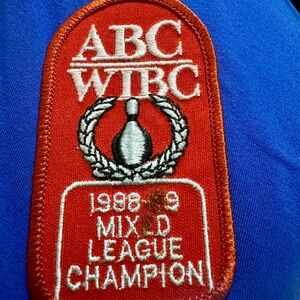 ABC
WIBC
1988-89
MIXED
LEAGUE
CHAMPION